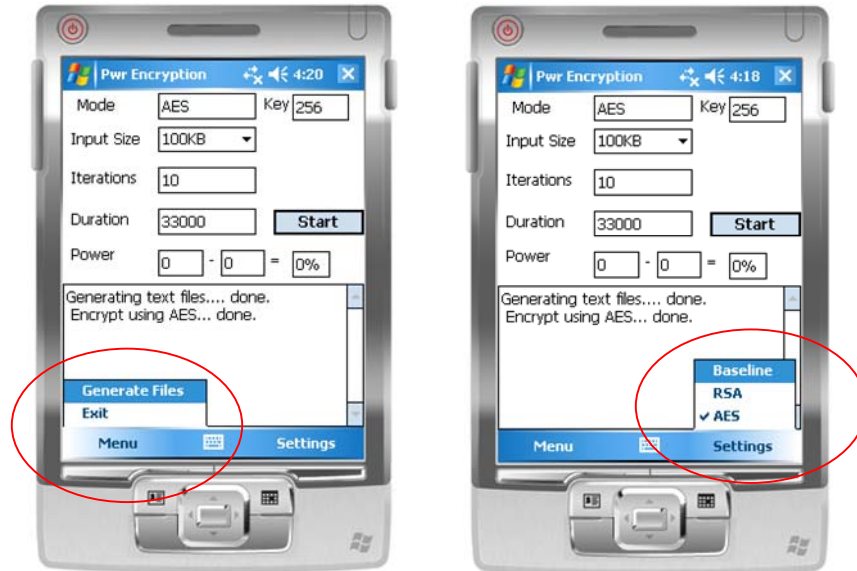 Pwr Encryption 4:20
Mode AES Key 256
Input Size 100KB
Iterations 10
Duration 33000 Start
Power 0 - 0 = 0%
Generating text files.... done.
Encrypt using AES... done.
Generate Files
Exit
Menu Settings
Pwr Encryption 4:18
Mode AES Key 256
Input Size 100KB
Iterations 10
Duration 33000 Start
Power 0 - 0 = 0%
Generating text files.... done.
Encrypt using AES... done.
Baseline
RSA
AES
Menu Settings